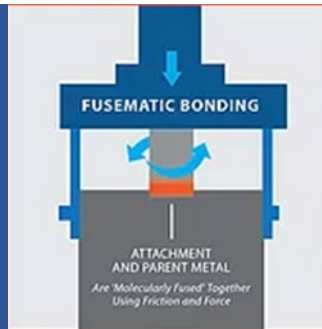 FUSEMATIC BONDING
ATTACHMENT
AND PARENT METAL
Are 'Molecularly Fused' Together
Using Friction and Force